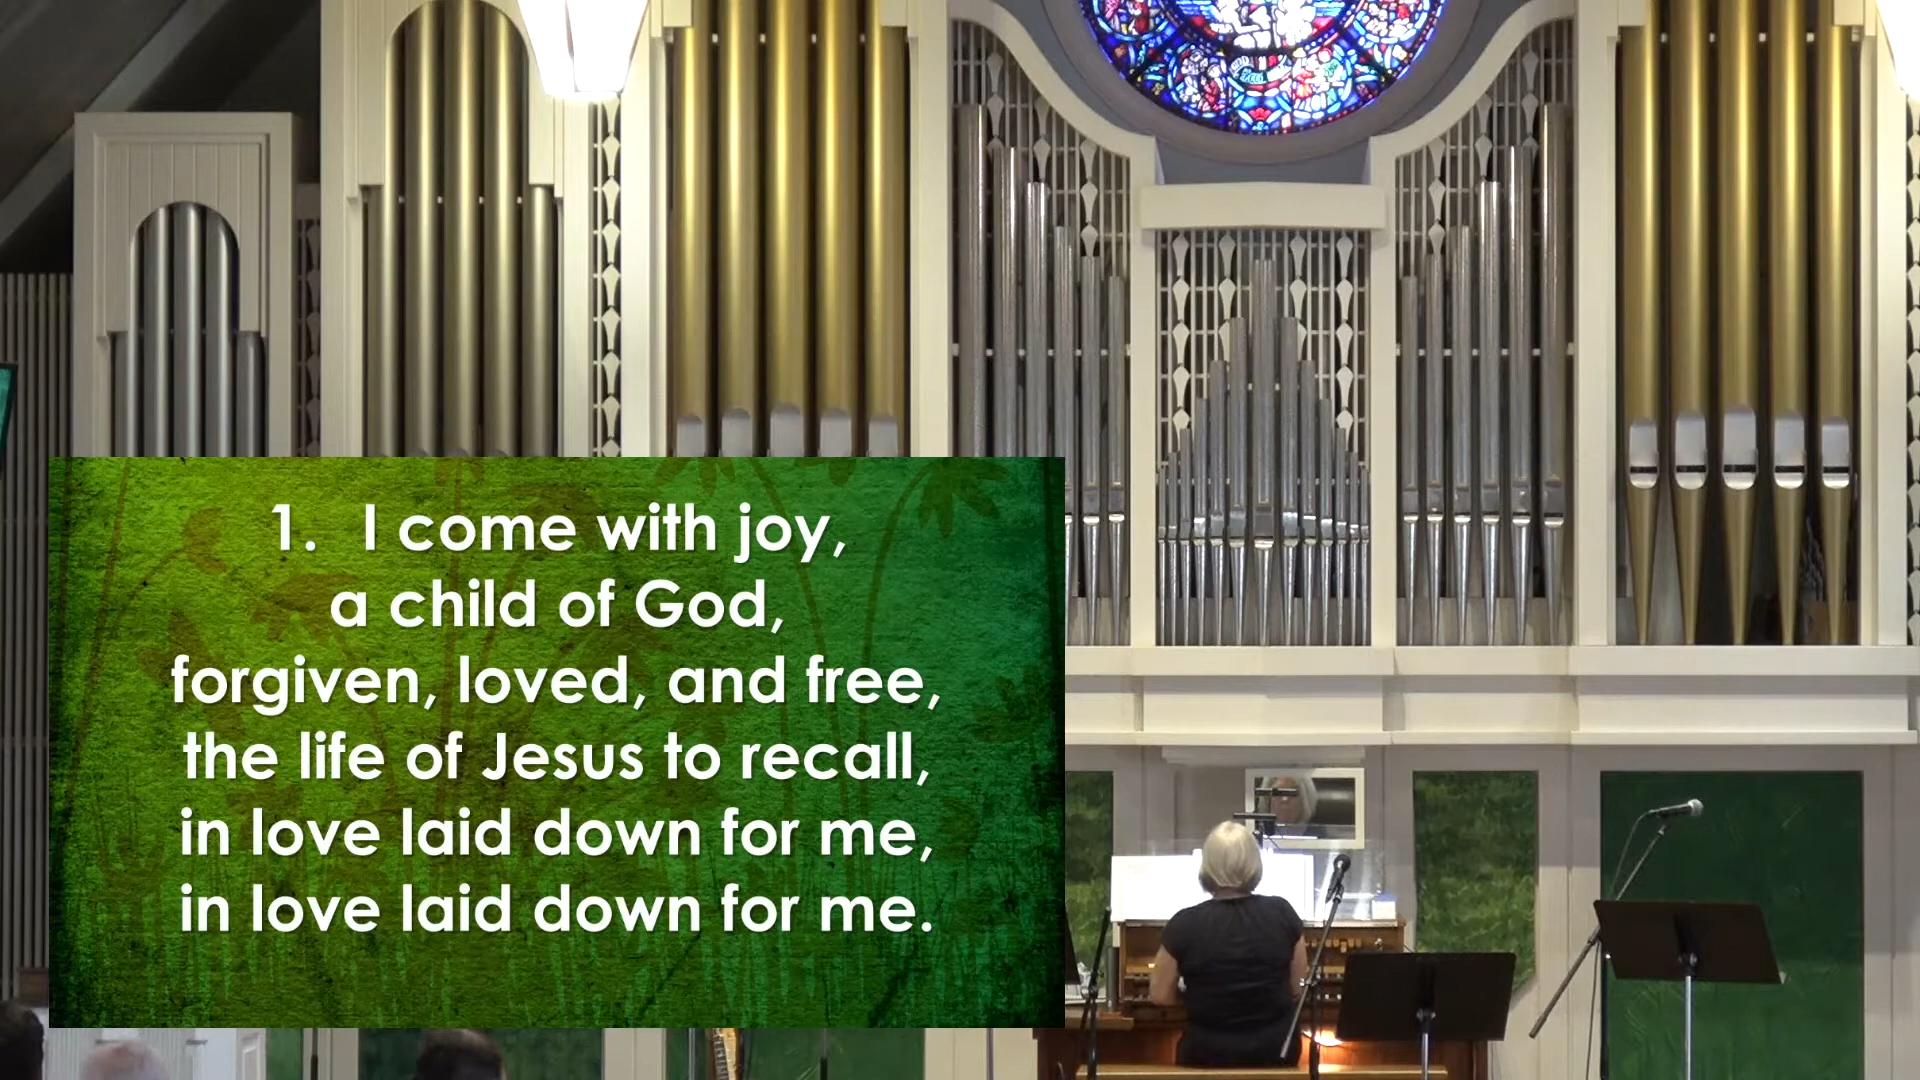 1. I come with joy,
a child of God,
forgiven, loved, and free,
the life of Jesus to recall,
in love laid down for me,
in love laid down for me.